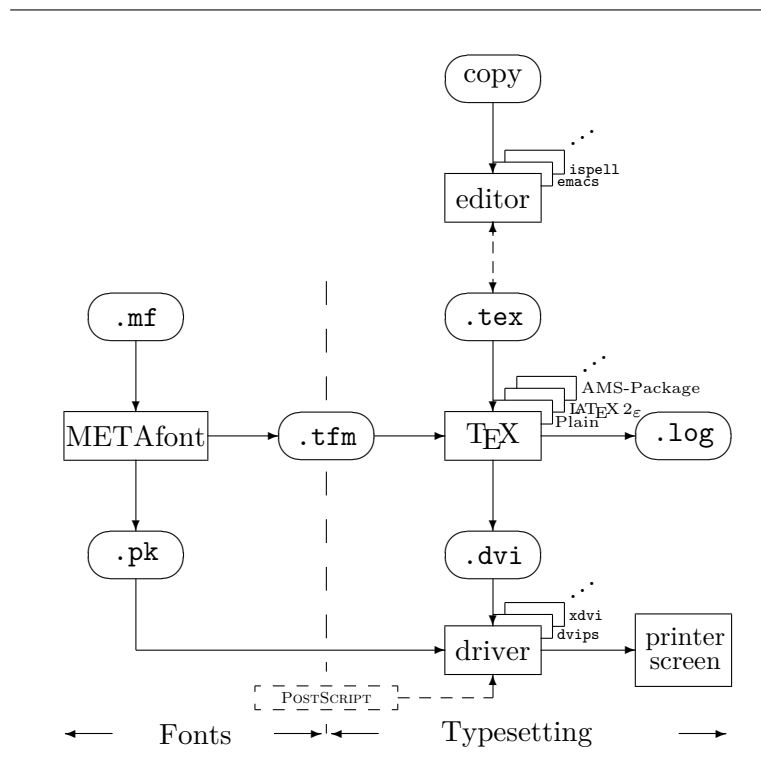 copy
ispell
emacs
editor
.mf
.tex
AMS-Package
LATEX 2ε
Plain
METAfont
.tfm
TEX
.log
.pk
.dvi
xdvi
dvips
driver
printer
screen
POSTSCRIPT
Fonts
Typesetting